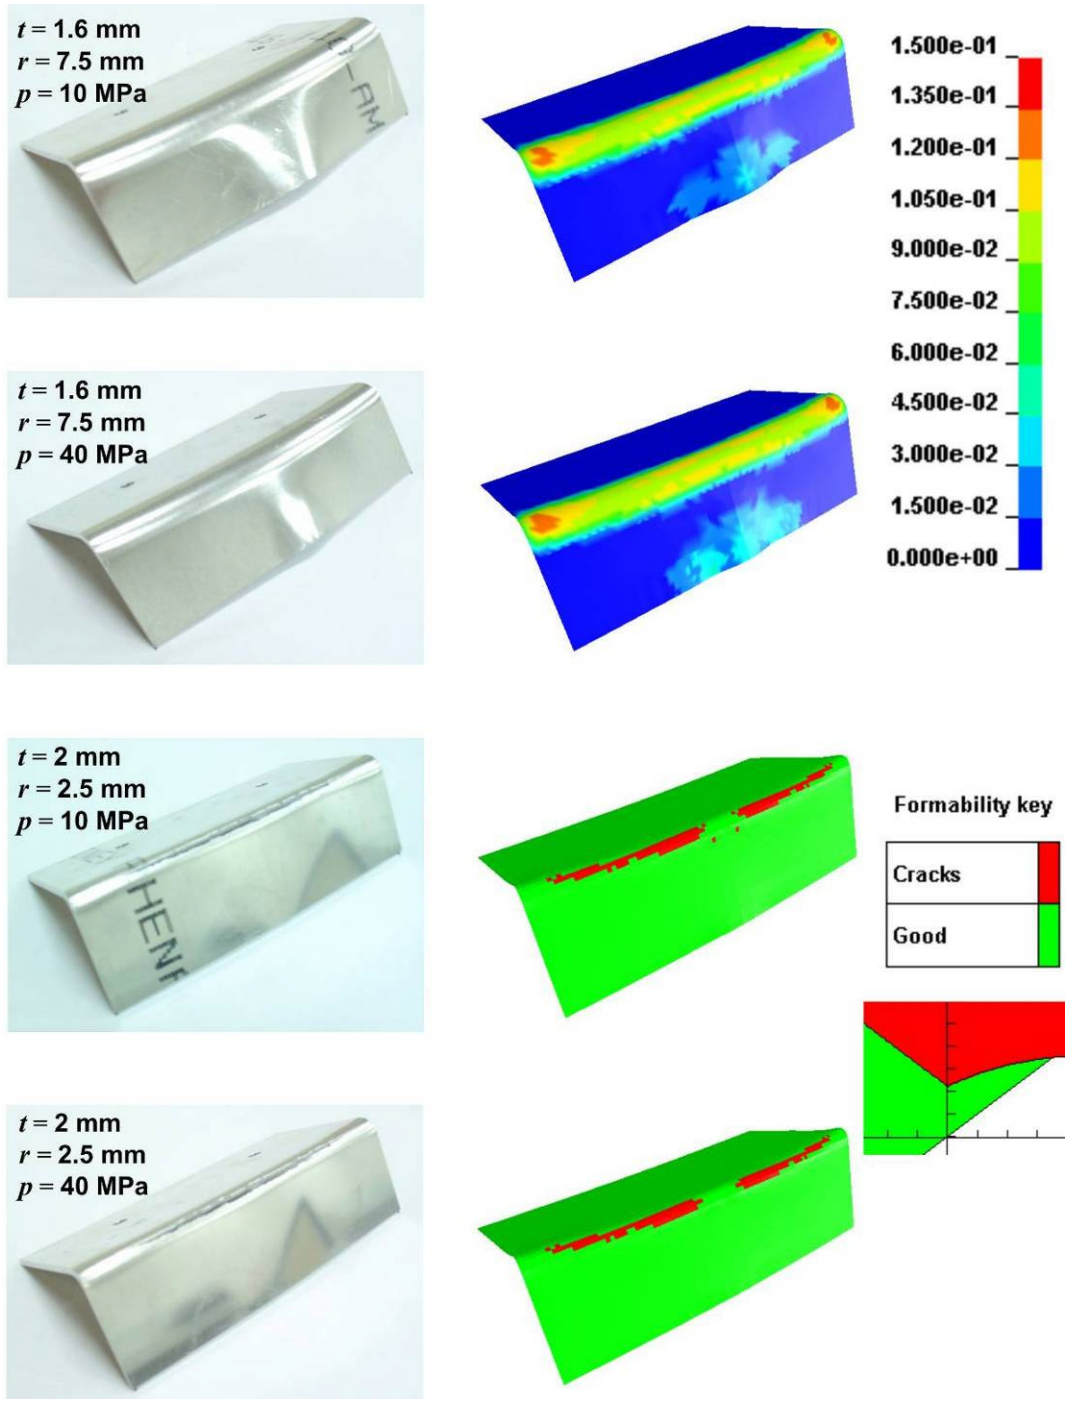 t = 1.6 mm
r = 7.5 mm
p = 10 MPa
-AM
1.500e-01
1.350e-01
1.200e-01
1.050e-01
9.000e-02
7.500e-02
6.000e-02
4.500e-02
3.000e-02
1.500e-02
0.000e+00
t = 1.6 mm
r = 7.5 mm
p = 40 MPa
t = 2 mm
r = 2.5 mm
p = 10 MPa
HEN
Formability key
Cracks
Good
t = 2 mm
r = 2.5 mm
p = 40 MPa